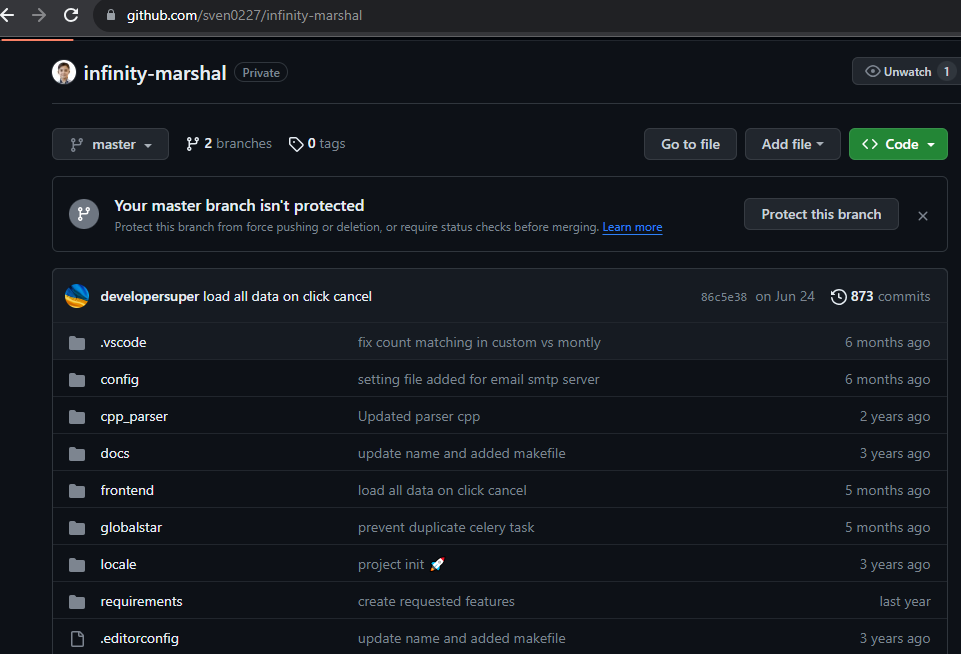 github.com/sven0227/infinity-marshal
infinity-marshal Private
Unwatch 1
master 2 branches 0 tags Go to file Add file Code
Your master branch isn't protected
Protect this branch from force pushing or deletion, or require status checks before merging. Learn more
Protect this branch
developersuper load all data on click cancel 86c5e38 on Jun 24 873 commits
.vscode fix count matching in custom vs montly 6 months ago
config setting file added for email smtp server 6 months ago
cpp_parser Updated parser cpp 2 years ago
docs update name and added makefile 3 years ago
frontend load all data on click cancel 5 months ago
globalstar prevent duplicate celery task 5 months ago
locale project init 🚀 3 years ago
requirements create requested features last year
.editorconfig update name and added makefile 3 years ago